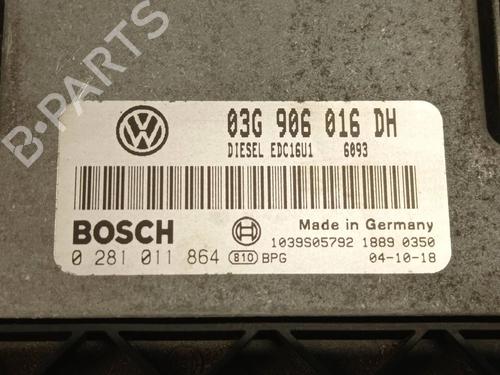 B-PARTS
03G 906 016 DH
DIESEL EDC16U1 6093
BOSCH
Made in Germany
1039S05792 1889 0350
0 281 011 864 810 BPG 04-10-18